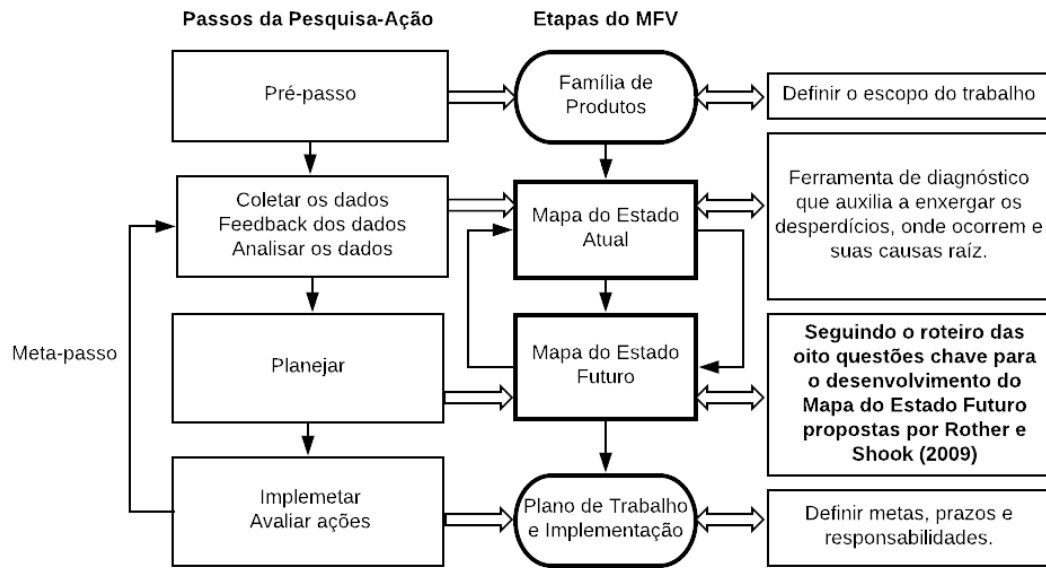 Passos da Pesquisa-Ação
Etapas do MFV
Pré-passo
Família de
Produtos
Definir o escopo do trabalho
Coletar os dados
Feedback dos dados
Analisar os dados
Mapa do Estado
Atual
Ferramenta de diagnóstico
que auxilia a enxergar os
desperdícios, onde ocorrem e
suas causas raíz.
Meta-passo
Planejar
Mapa do Estado
Futuro
Seguindo o roteiro das
oito questões chave para
o desenvolvimento do
Mapa do Estado Futuro
propostas por Rother e
Shook (2009)
Implemetar
Avaliar ações
Plano de Trabalho
e Implementação
Definir metas, prazos e
responsabilidades.